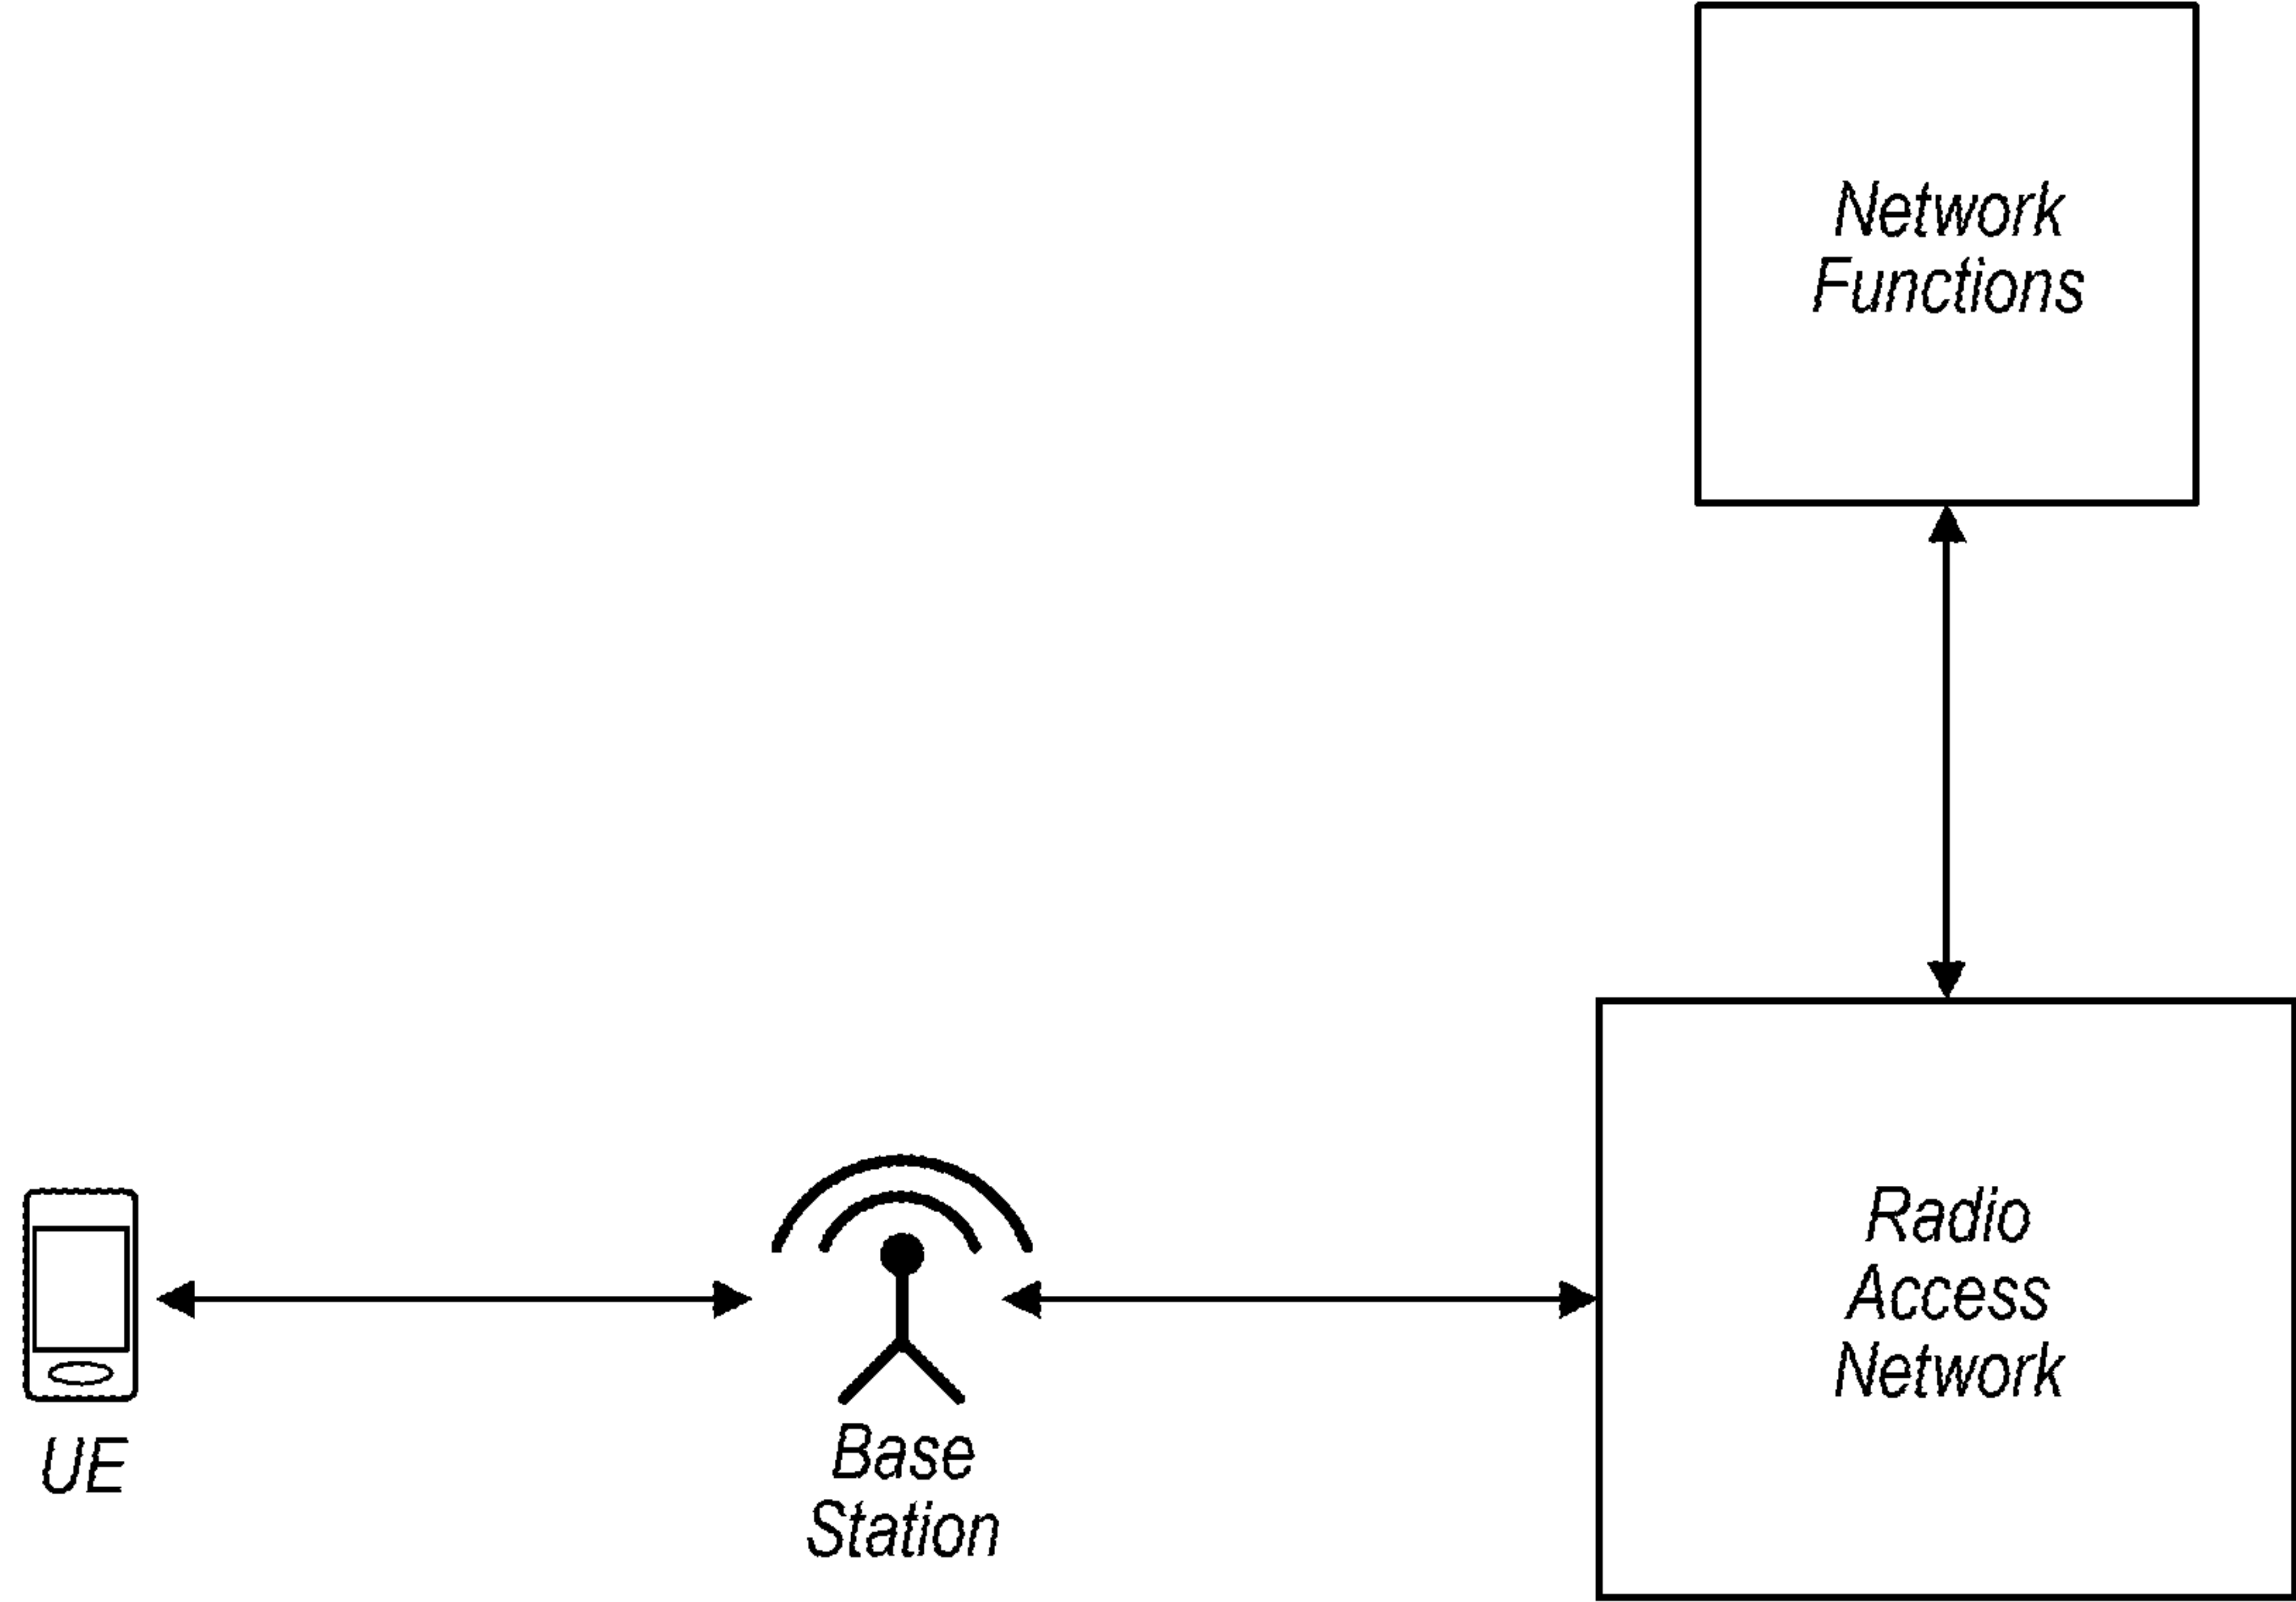 Network
Functions
Radio
Access
Network
UE
Base
Station